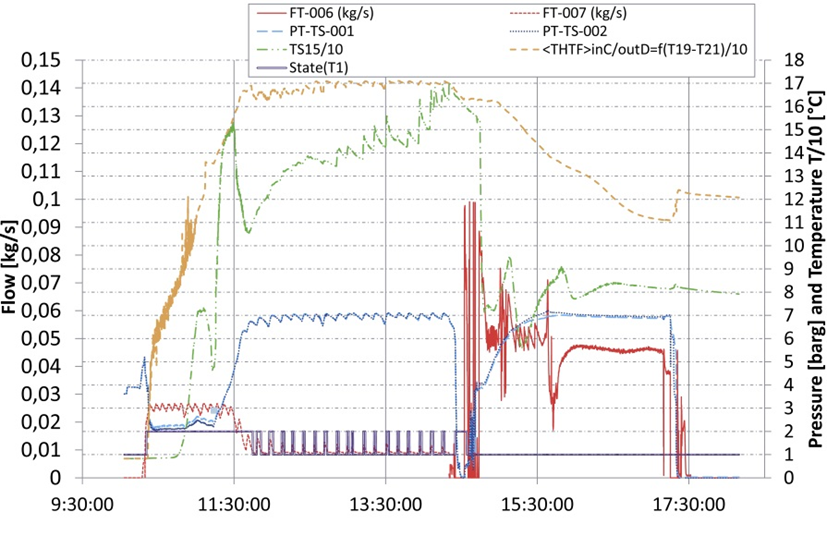 FT-006 (kg/s) FT-007 (kg/s)
PT-TS-001 PT-TS-002
TS15/10 <THTF>inC/outD=f(T19-T21)/10
State(T1)
0,15 18
0,14 17
0,13 16
0,12 15
0,11 14
0,1 13
0,09 12
0,08 11
0,07 10
0,06 9
0,05 8
0,04 7
0,03 6
0,02 5
0,01 4
0 3
2
1
0
Flow [kg/s]
Pressure [barg] and Temperature T/10 [°C]
9:30:00 11:30:00 13:30:00 15:30:00 17:30:00